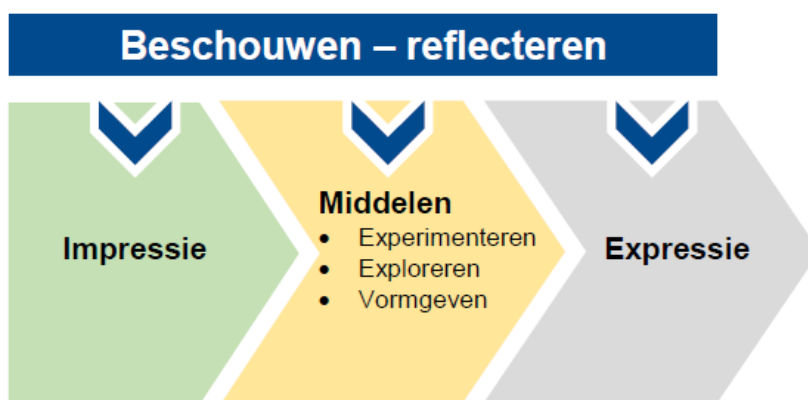 Beschouwen – reflecteren
Impressie
Middelen
• Experimenteren
• Exploreren
• Vormgeven
Expressie